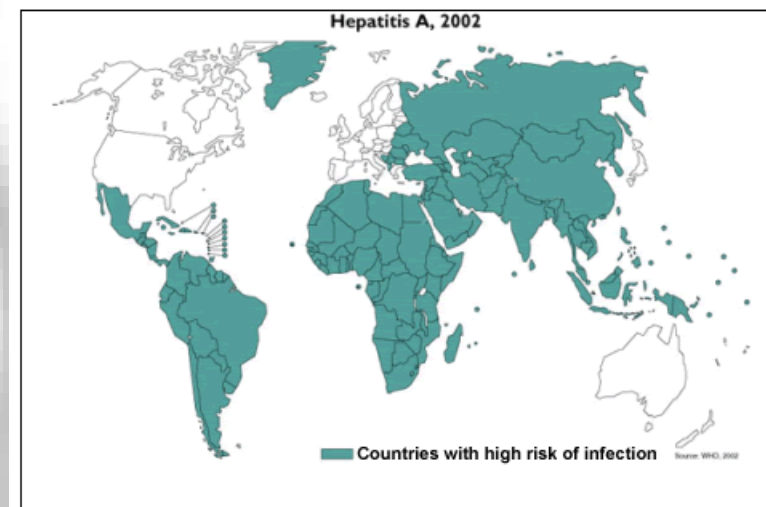 Hepatitis A, 2002
Countries with high risk of infection
Source: WHO, 2002